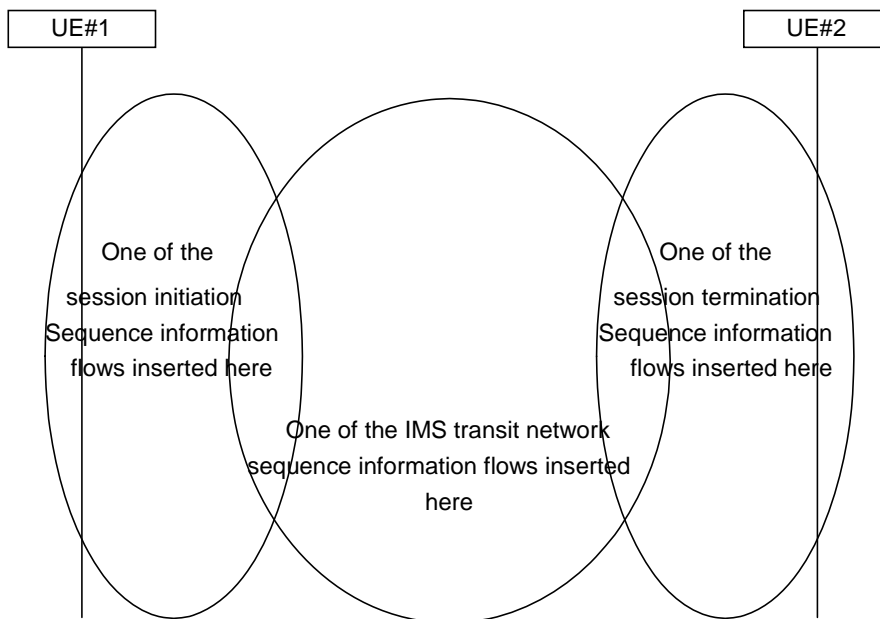 UE#1
UE#2
One of the
session initiation
Sequence information
flows inserted here
One of the IMS transit network
sequence information flows inserted
here
One of the
session termination
Sequence information
flows inserted here